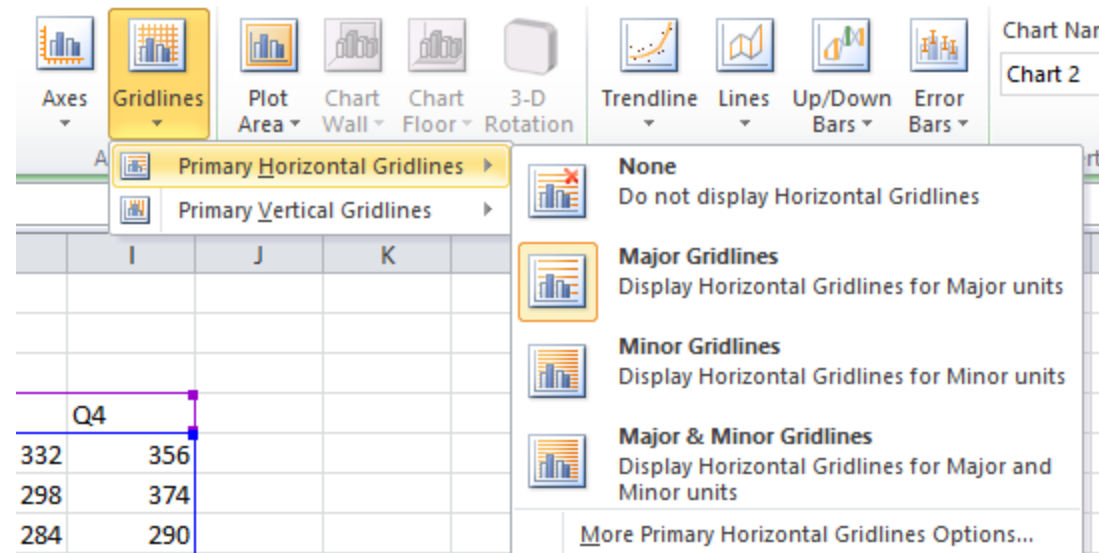 Chart Nar
Chart 2
Axes Gridlines Plot Area Chart Wall Chart Floor 3-D Rotation Trendline Lines Up/Down Bars Error Bars
A
rt
Primary Horizontal Gridlines
Primary Vertical Gridlines
None
Do not display Horizontal Gridlines
Major Gridlines
Display Horizontal Gridlines for Major units
Minor Gridlines
Display Horizontal Gridlines for Minor units
Major & Minor Gridlines
Display Horizontal Gridlines for Major and
Minor units
More Primary Horizontal Gridlines Options...
I J K
Q4
332 356
298 374
284 290